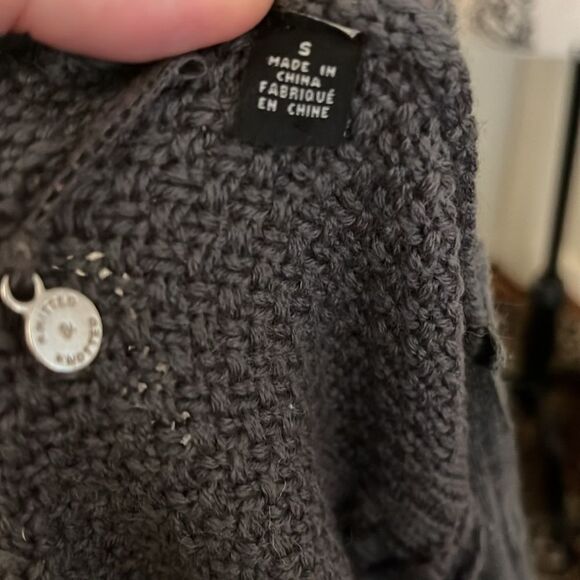 S
MADE IN
CHINA
FABRIQUÉ
EN CHINE
KNITTED
&
KNOTTED